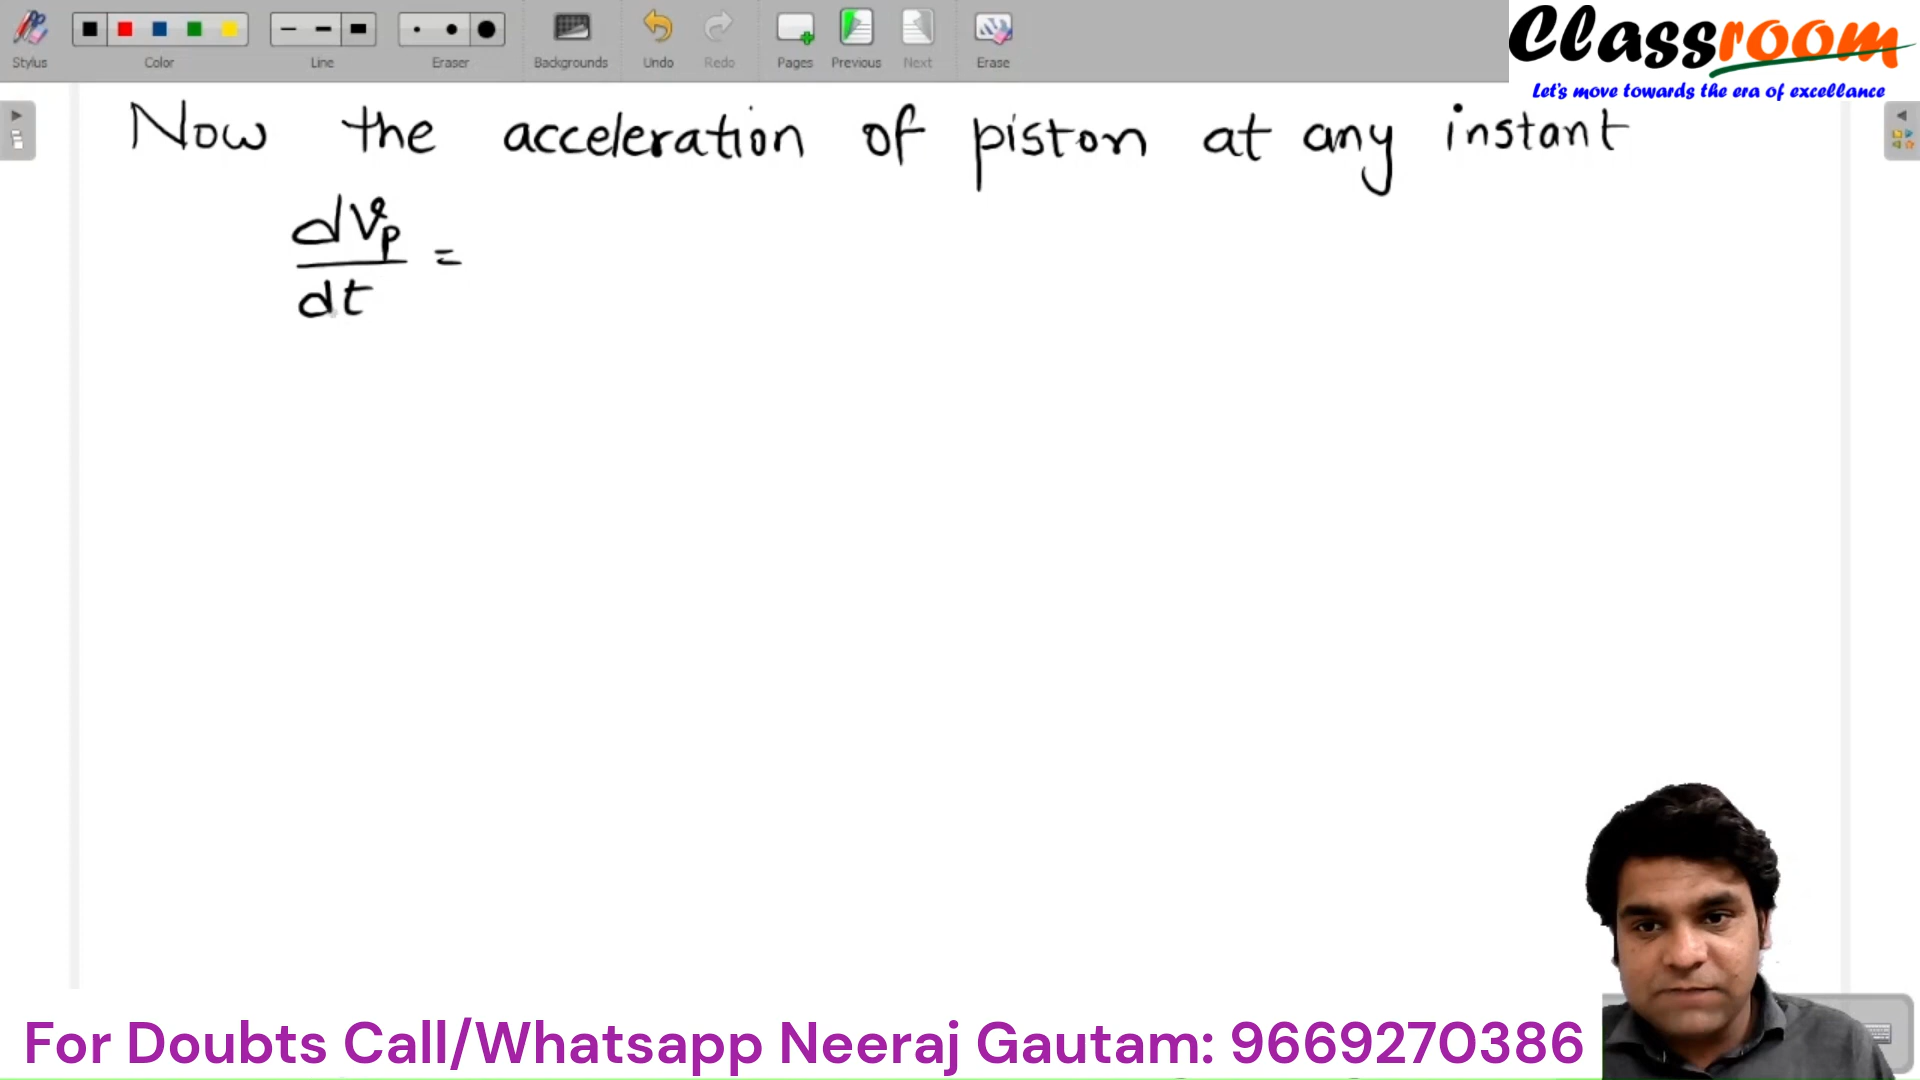 Stylus Color Line Eraser Backgrounds Undo Redo Pages Previous Next Erase
Classroom
Let's move towards the era of excellance
Now the acceleration of piston at any instant
dVp
dt =
For Doubts Call/Whatsapp Neeraj Gautam: 9669270386